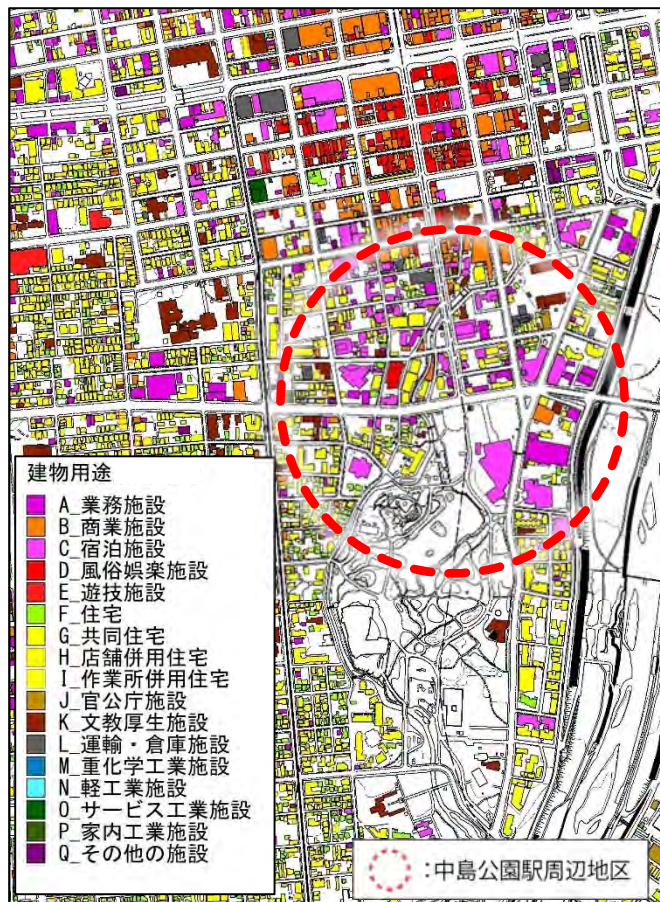 建物用途
A_業務施設
B_商業施設
C_宿泊施設
D_風俗娯楽施設
E_遊技施設
F_住宅
G_共同住宅
H_店舗併用住宅
I_作業所併用住宅
J_官公庁施設
K_文教厚生施設
L_運輸・倉庫施設
M_重化学工業施設
N_軽工業施設
O_サービス工業施設
P_家内工業施設
Q_その他の施設
:中島公園駅周辺地区